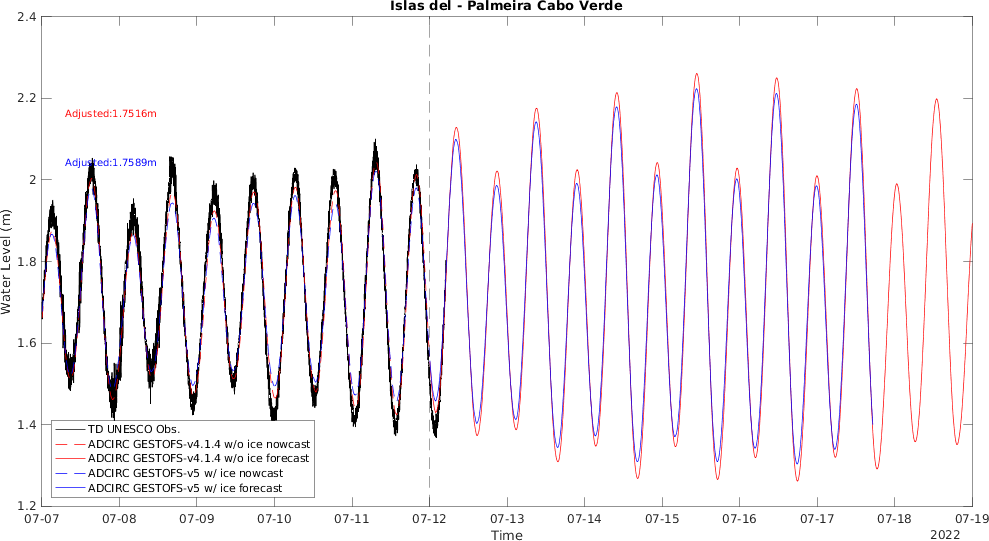 Islas del - Palmeira Cabo Verde
2.4
2.2
2
1.8
1.6
1.4
1.2
Water Level (m)
Adjusted:1.7516m
Adjusted:1.7589m
TD UNESCO Obs.
ADCIRC GESTOFS-v4.1.4 w/o ice nowcast
ADCIRC GESTOFS-v4.1.4 w/o ice forecast
ADCIRC GESTOFS-v5 w/ ice nowcast
ADCIRC GESTOFS-v5 w/ ice forecast
07-07 07-08 07-09 07-10 07-11 07-12 07-13 07-14 07-15 07-16 07-17 07-18 07-19
Time
2022